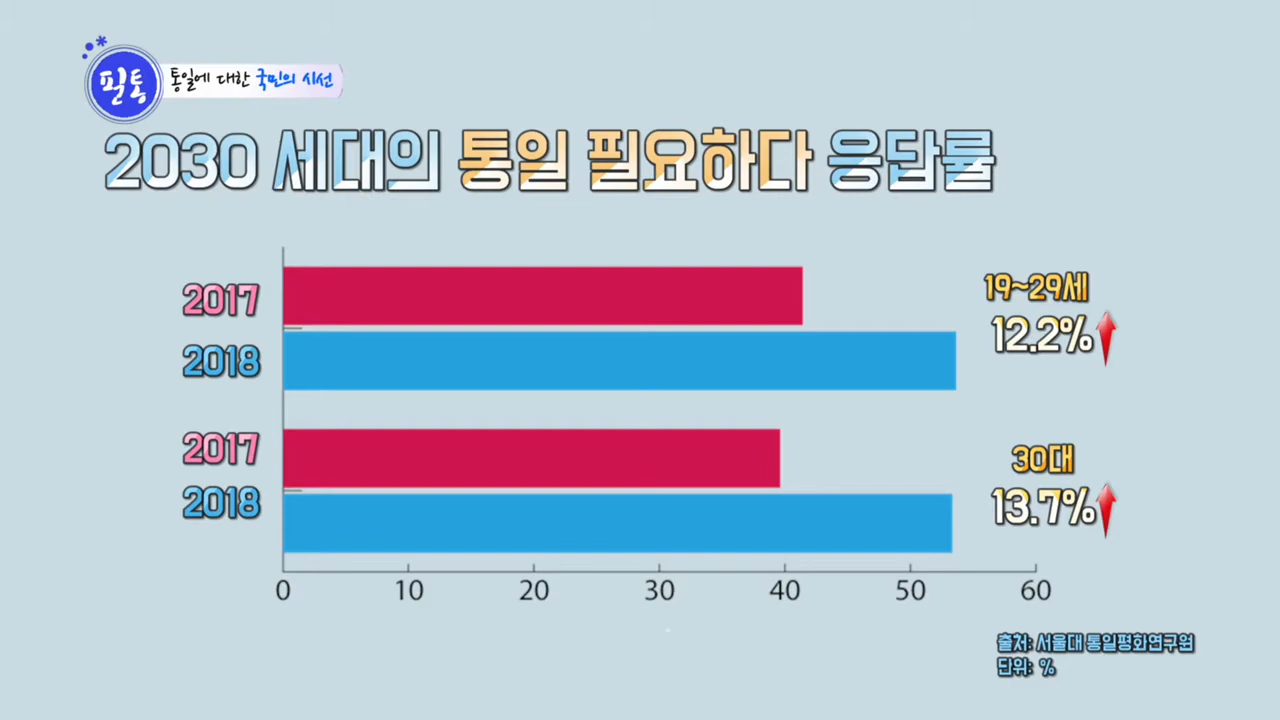 필통
통일에 대한 국민의 시선
2030 세대의 통일 필요하다 응답률
2017
2018
19~29세
12.2%
2017
2018
30대
13.7%
0 10 20 30 40 50 60
출처: 서울대 통일평화연구원
단위: %